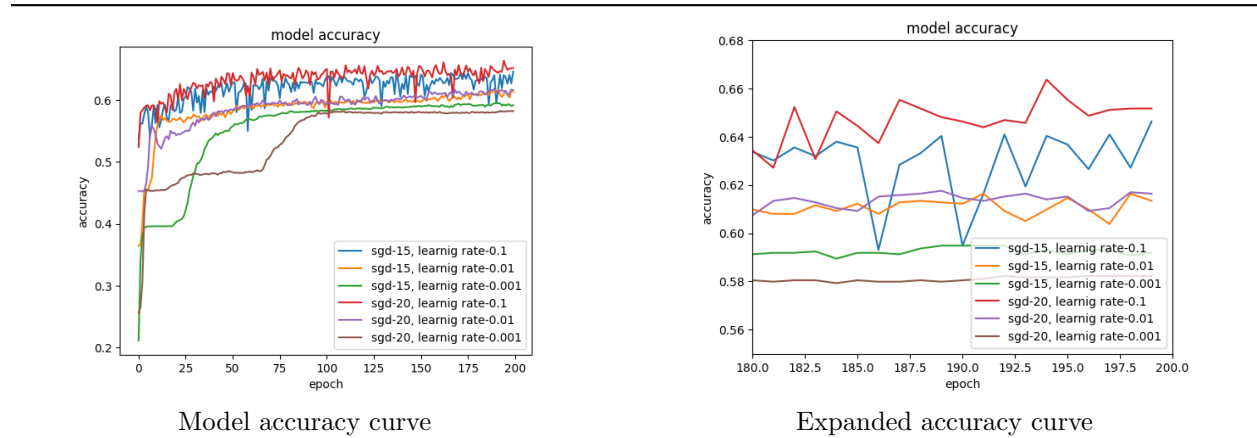 model accuracy
accuracy
0.6
0.5
0.4
0.3
0.2
sgd-15, learnig rate-0.1
sgd-15, learnig rate-0.01
sgd-15, learnig rate-0.001
sgd-20, learnig rate-0.1
sgd-20, learnig rate-0.01
sgd-20, learnig rate-0.001
0 25 50 75 100 125 150 175 200
epoch
Model accuracy curve
model accuracy
accuracy
0.68
0.66
0.64
0.62
0.60
0.58
0.56
sgd-15, learnig rate-0.1
sgd-15, learnig rate-0.01
sgd-15, learnig rate-0.001
sgd-20, learnig rate-0.1
sgd-20, learnig rate-0.01
sgd-20, learnig rate-0.001
180.0 182.5 185.0 187.5 190.0 192.5 195.0 197.5 200.0
epoch
Expanded accuracy curve